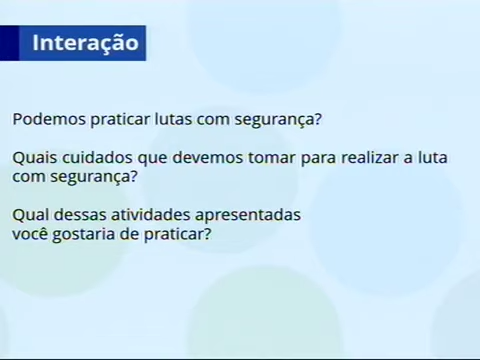 Interação
Podemos praticar lutas com segurança?
Quais cuidados que devemos tomar para realizar a luta
com segurança?
Qual dessas atividades apresentadas
você gostaria de praticar?